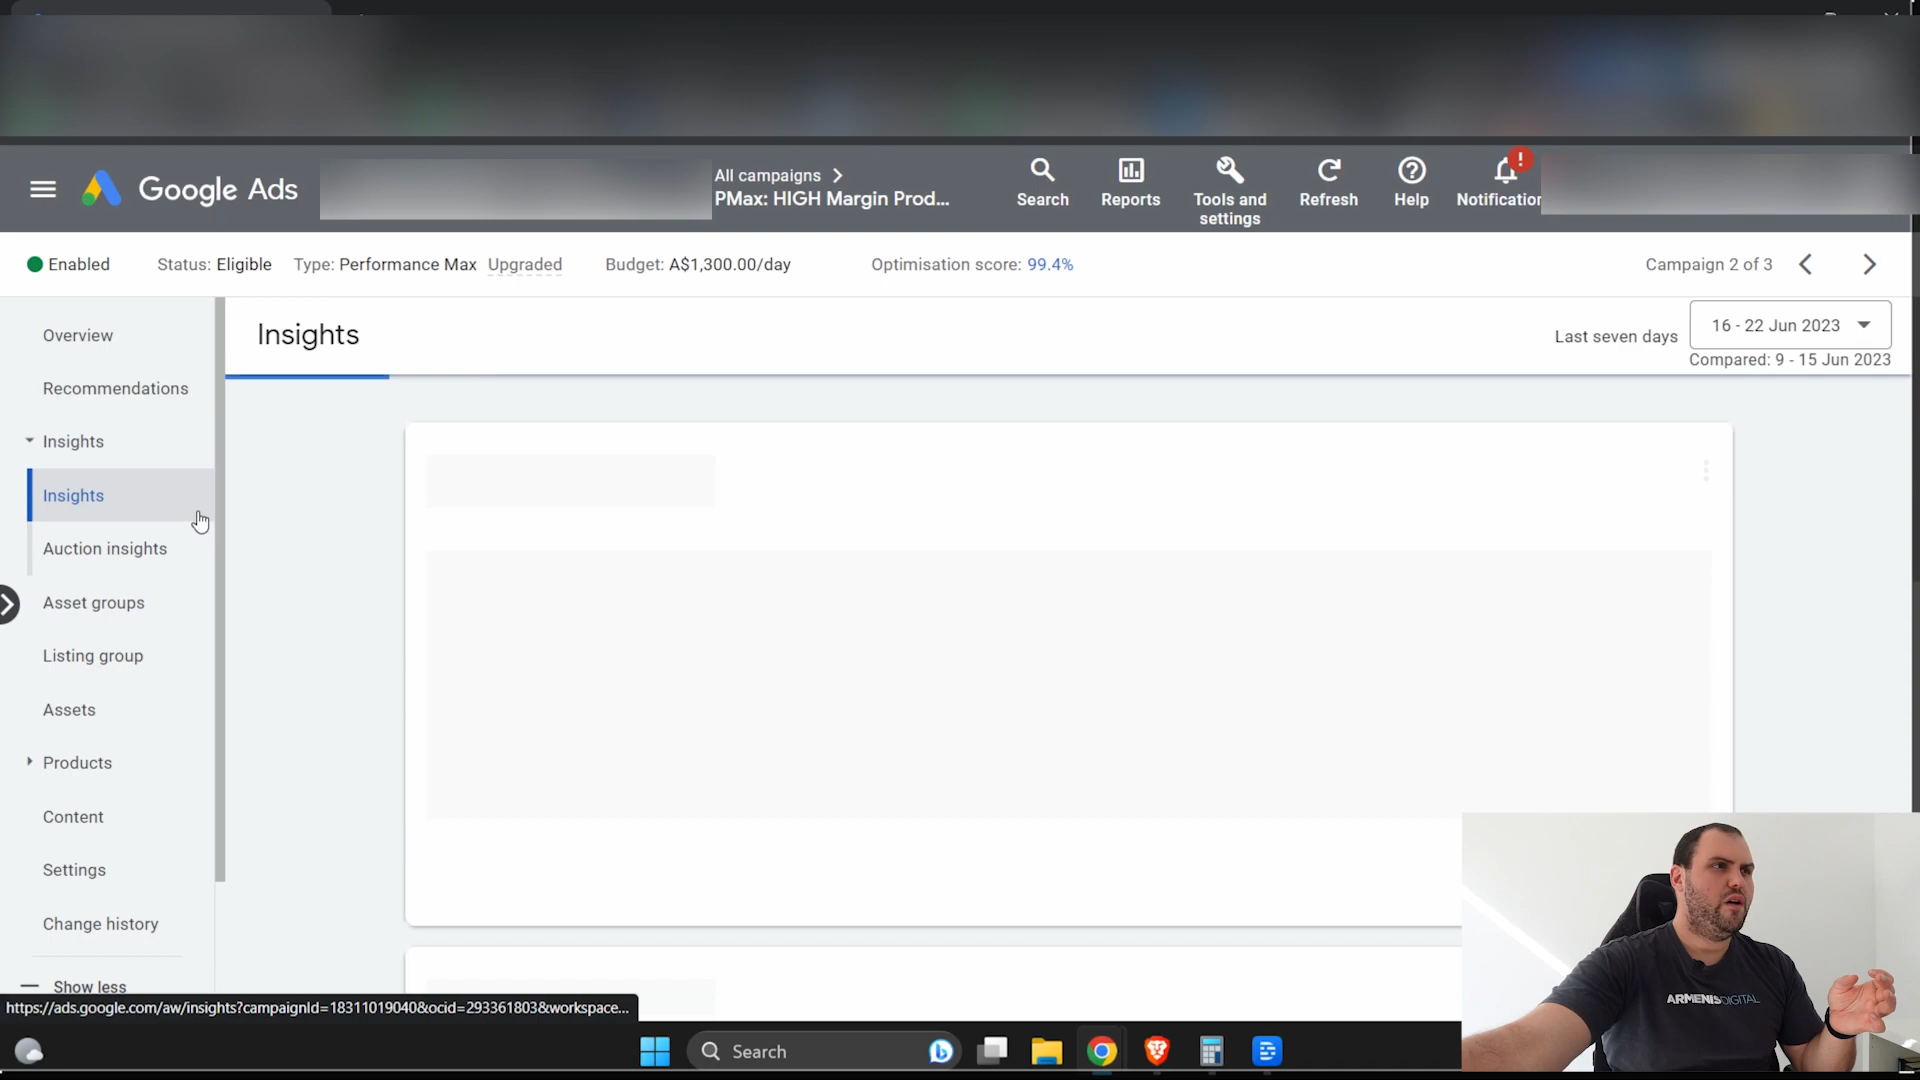 Google Ads
All campaigns
PMax: HIGH Margin Prod...
Search
Reports
Tools and
settings
Refresh
Help
!
Notification
Enabled
Status: Eligible
Type: Performance Max Upgraded
Budget: A$1,300.00/day
Optimisation score: 99.4%
Campaign 2 of 3
Overview
Recommendations
Insights
Insights
Auction insights
Asset groups
Listing group
Assets
Products
Content
Settings
Change history
Show less
Insights
Last seven days
16 - 22 Jun 2023
Compared: 9 - 15 Jun 2023
https://ads.google.com/aw/insights?campaignId=18311019040&ocid=293361803&workspace...
Search
ARMENISDIGITAL